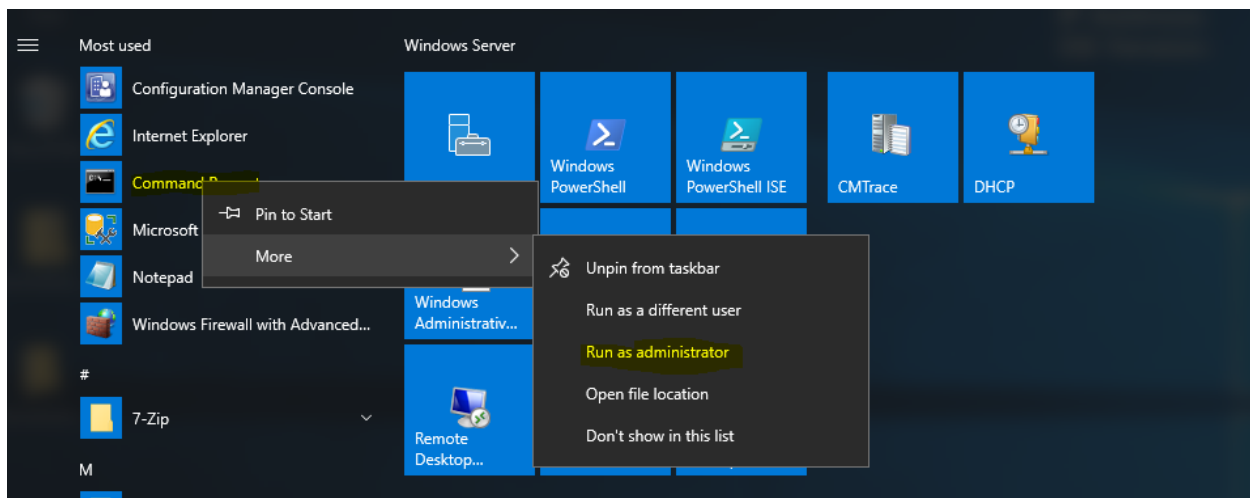 Most used
Windows Server
Configuration Manager Console
Internet Explorer
Command
Microsoft
Notepad
Windows Firewall with Advanced...
#
7-Zip
M
Pin to Start
More
Unpin from taskbar
Run as a different user
Run as administrator
Open file location
Don't show in this list
Windows
PowerShell
Windows
PowerShell ISE
CMTrace
DHCP
Windows
Administrativ...
Remote
Desktop...